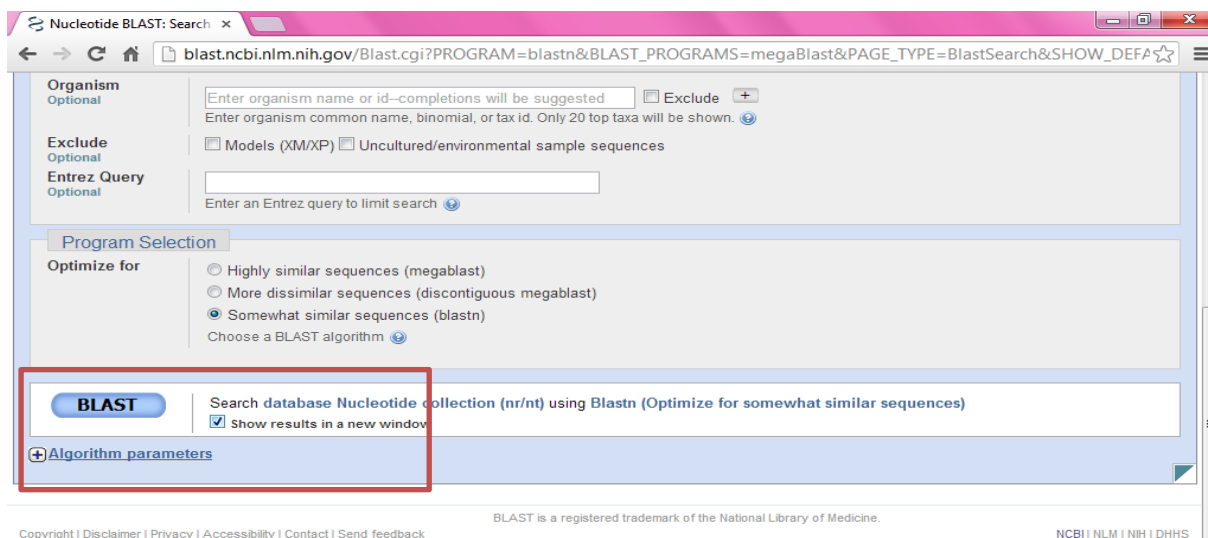 Nucleotide BLAST: Search ×
blast.ncbi.nlm.nih.gov/Blast.cgi?PROGRAM=blastn&BLAST_PROGRAMS=megaBlast&PAGE_TYPE=BlastSearch&SHOW_DEFA
Organism
Optional
Enter organism name or id--completions will be suggested Exclude +
Enter organism common name, binomial, or tax id. Only 20 top taxa will be shown.
Exclude
Optional
Models (XM/XP) Uncultured/environmental sample sequences
Entrez Query
Optional
Enter an Entrez query to limit search
Program Selection
Optimize for
Highly similar sequences (megablast)
More dissimilar sequences (discontiguous megablast)
Somewhat similar sequences (blastn)
Choose a BLAST algorithm
BLAST
Search database Nucleotide collection (nr/nt) using Blastn (Optimize for somewhat similar sequences)
Show results in a new window
Algorithm parameters
BLAST is a registered trademark of the National Library of Medicine.
Copyright | Disclaimer | Privacy | Accessibility | Contact | Send feedback NCBI | NLM | NIH | DHHS